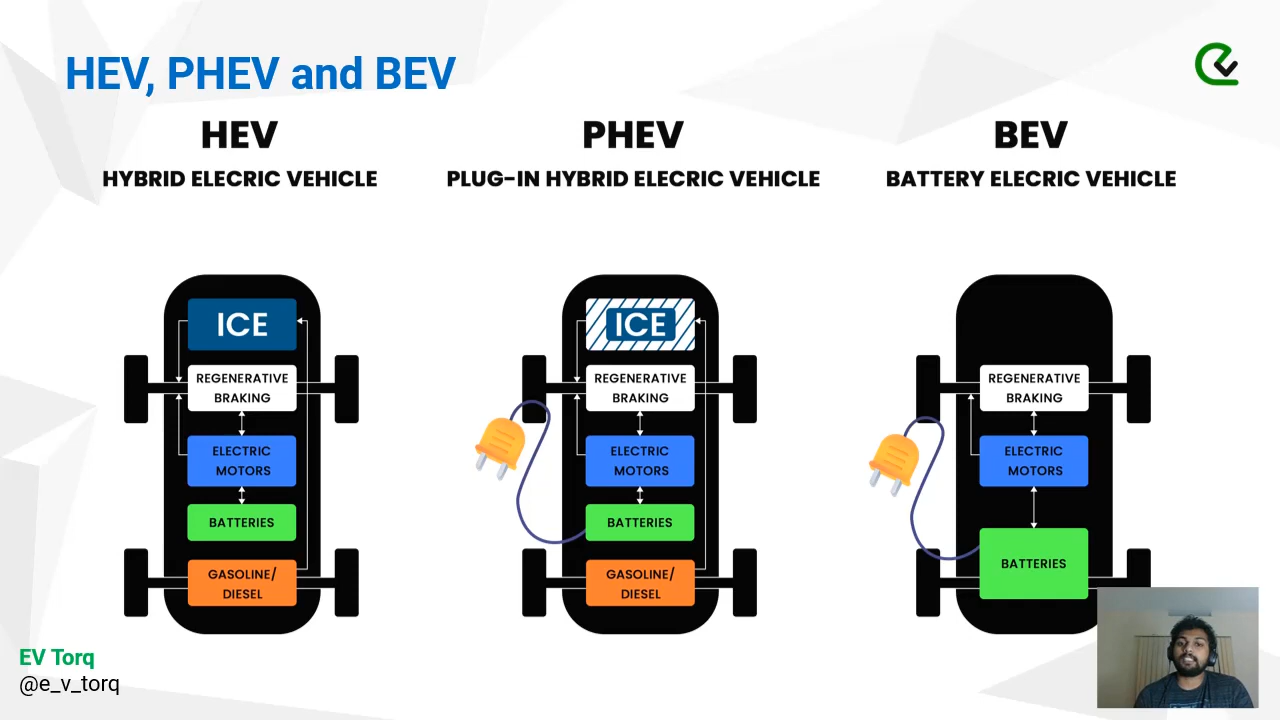 HEV, PHEV and BEV
HEV
HYBRID ELECRIC VEHICLE
ICE
REGENERATIVE
BRAKING
ELECTRIC
MOTORS
BATTERIES
GASOLINE/
DIESEL
PHEV
PLUG-IN HYBRID ELECRIC VEHICLE
ICE
REGENERATIVE
BRAKING
ELECTRIC
MOTORS
BATTERIES
GASOLINE/
DIESEL
BEV
BATTERY ELECRIC VEHICLE
REGENERATIVE
BRAKING
ELECTRIC
MOTORS
BATTERIES
EV Torq
@e_v_torq